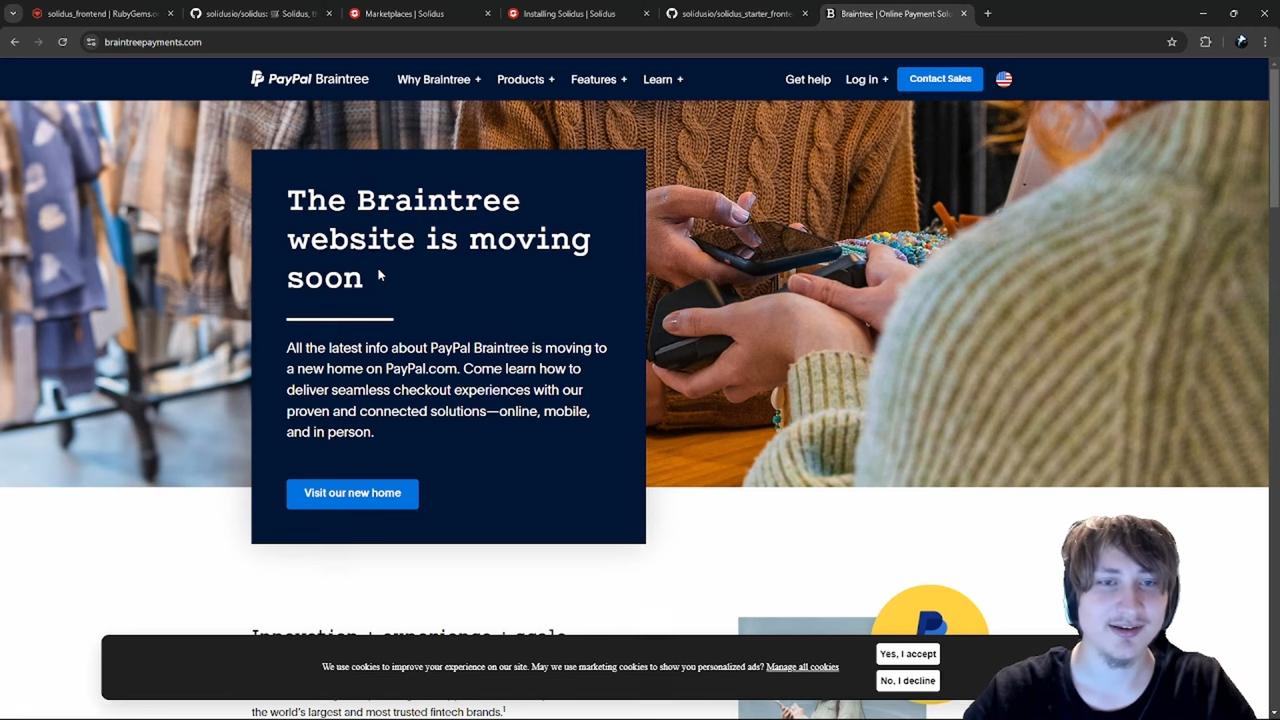 solidus_frontend | RubyGems.o
solidusio/solidus: 🛒 Solidus, t
Marketplaces | Solidus
Installing Solidus | Solidus
solidusio/solidus_starter_fronte
Braintree | Online Payment Sol
braintreepayments.com
PayPal Braintree
Why Braintree +
Products +
Features +
Learn +
Get help
Log in +
Contact Sales
The Braintree
website is moving
soon
All the latest info about PayPal Braintree is moving to
a new home on PayPal.com. Come learn how to
deliver seamless checkout experiences with our
proven and connected solutions—online, mobile,
and in person.
Visit our new home
Innovation + experience + scale
We use cookies to improve your experience on our site. May we use marketing cookies to show you personalized ads? Manage all cookies
Yes, I accept
No, I decline
the world's largest and most trusted fintech brands.¹